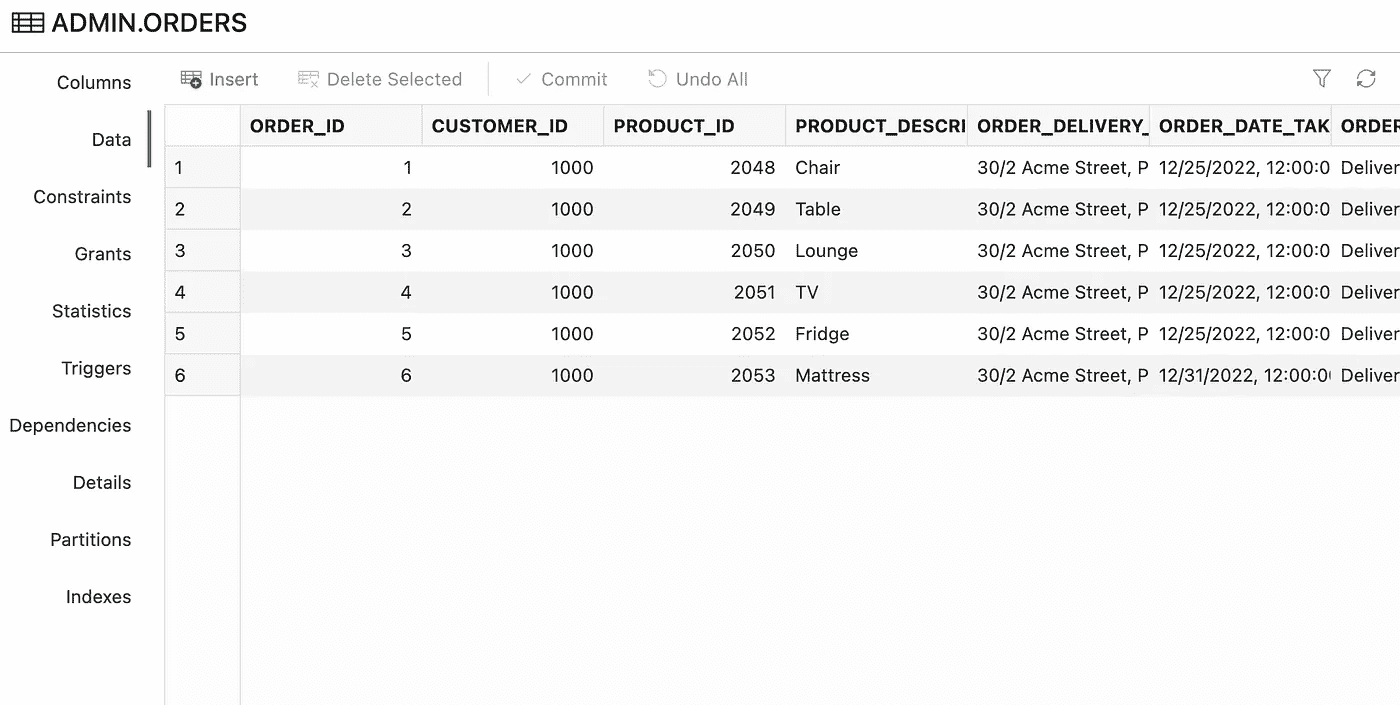 ADMIN.ORDERS
Insert Delete Selected Commit Undo All
Columns
Data
Constraints
Grants
Statistics
Triggers
Dependencies
Details
Partitions
Indexes
ORDER_ID CUSTOMER_ID PRODUCT_ID PRODUCT_DESCRI ORDER_DELIVERY_ ORDER_DATE_TAK ORDER
1 1 1000 2048 Chair 30/2 Acme Street, P 12/25/2022, 12:00:0 Deliver
2 2 1000 2049 Table 30/2 Acme Street, P 12/25/2022, 12:00:0 Deliver
3 3 1000 2050 Lounge 30/2 Acme Street, P 12/25/2022, 12:00:0 Deliver
4 4 1000 2051 TV 30/2 Acme Street, P 12/25/2022, 12:00:0 Deliver
5 5 1000 2052 Fridge 30/2 Acme Street, P 12/25/2022, 12:00:0 Deliver
6 6 1000 2053 Mattress 30/2 Acme Street, P 12/31/2022, 12:00:0 Deliver